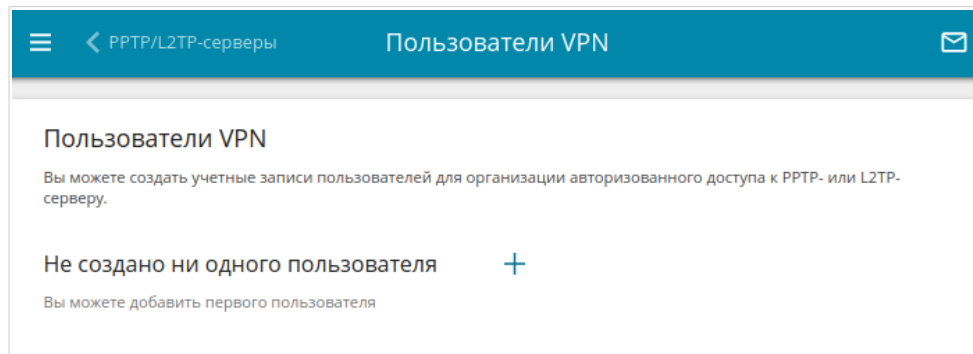 PPTP/L2TP-серверы Пользователи VPN
Пользователи VPN
Вы можете создать учетные записи пользователей для организации авторизованного доступа к PPTP- или L2TP-
серверу.
Не создано ни одного пользователя
Вы можете добавить первого пользователя